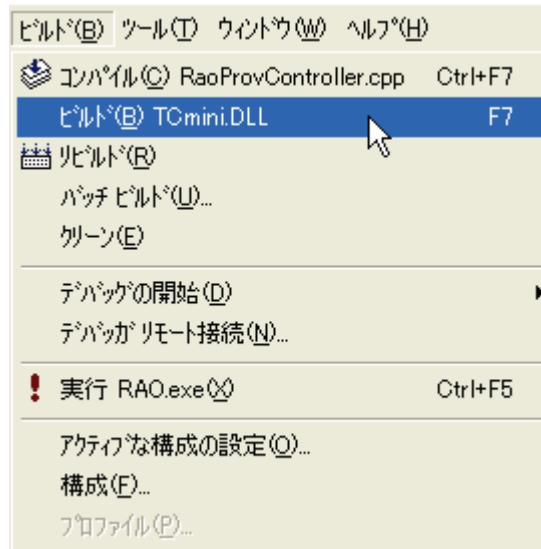 ﾋﾞﾙﾄﾞ(B) ﾂｰﾙ(T) ｳｨﾝﾄﾞｳ(W) ﾍﾙﾌﾟ(H)
ｺﾝﾊﾟｲﾙ(C) RaoProvController.cpp Ctrl+F7
ﾋﾞﾙﾄﾞ(B) TCmini.DLL F7
ﾘﾋﾞﾙﾄﾞ(R)
ﾊﾞｯﾁ ﾋﾞﾙﾄﾞ(U)...
ｸﾘｰﾝ(E)
ﾃﾞﾊﾞｯｸﾞの開始(D)
ﾃﾞﾊﾞｯｶﾞ ﾘﾓｰﾄ接続(N)...
実行 RAO.exe(X) Ctrl+F5
ｱｸﾃｨﾌﾞな構成の設定(O)...
構成(F)...
ﾌﾟﾛﾌｧｲﾙ(P)...